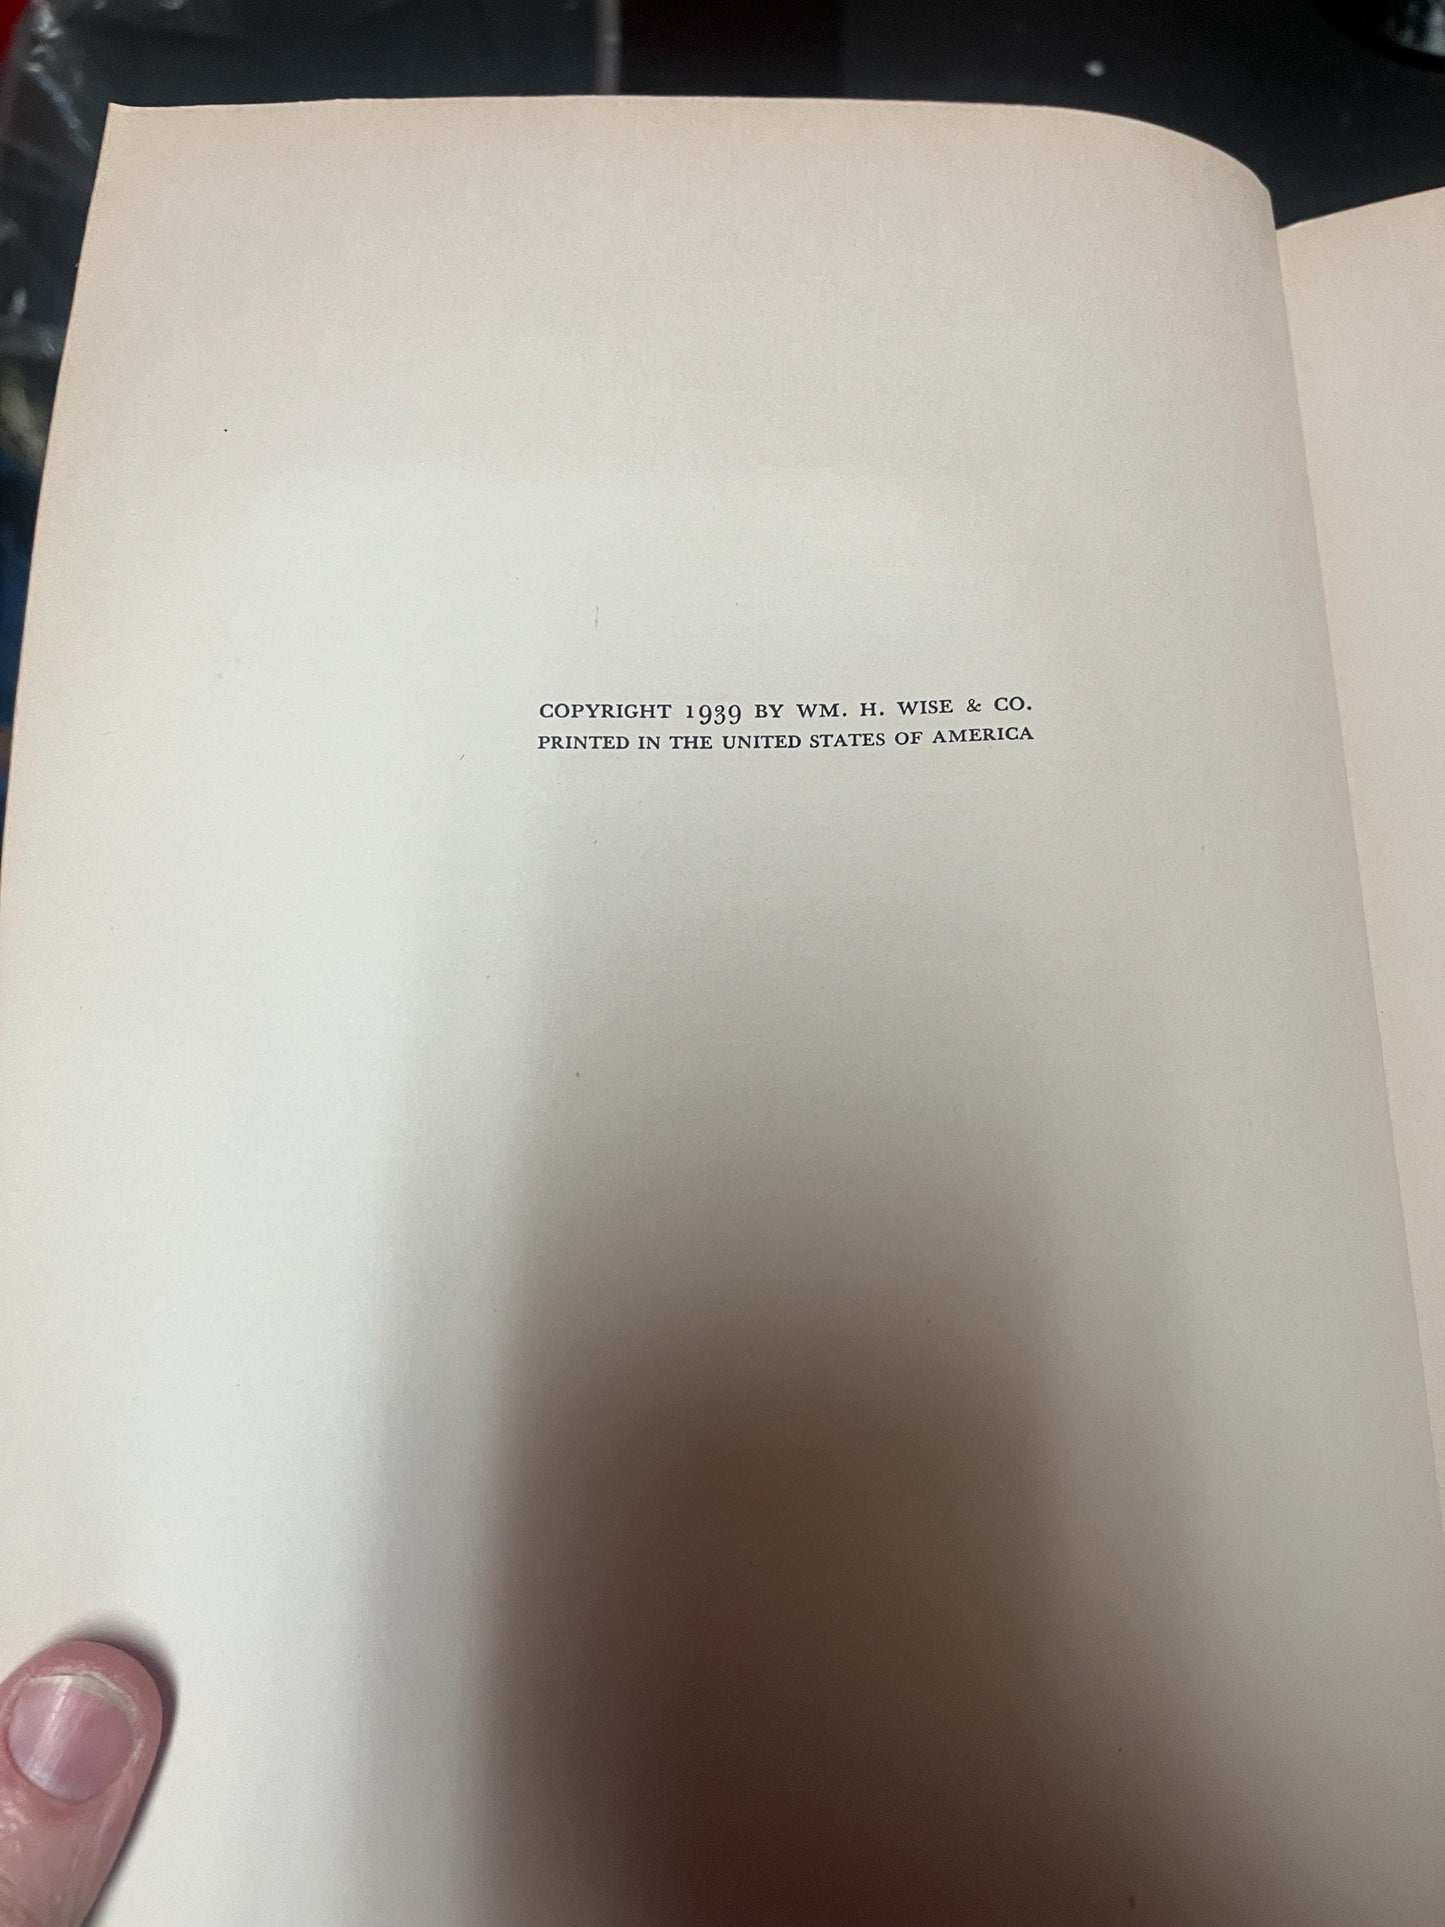 COPYRIGHT 1939 BY WM. H. WISE & CO.
PRINTED IN THE UNITED STATES OF AMERICA